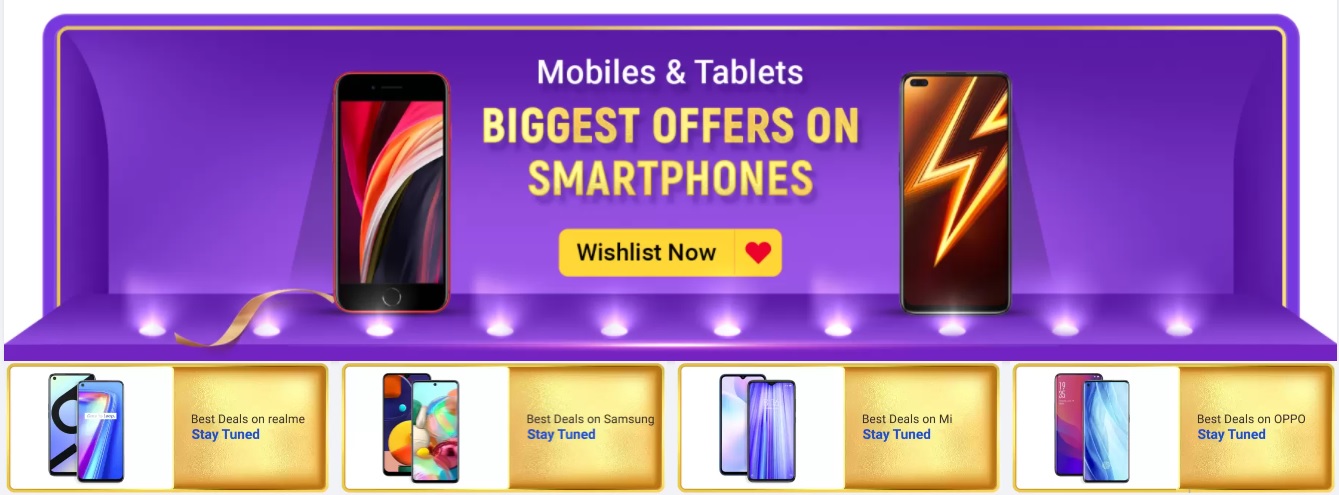 Mobiles & Tablets
BIGGEST OFFERS ON
SMARTPHONES
Wishlist Now
Best Deals on realme
Stay Tuned
Best Deals on Samsung
Stay Tuned
Best Deals on Mi
Stay Tuned
Best Deals on OPPO
Stay Tuned